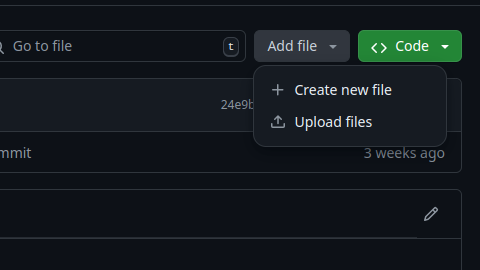 Go to file t Add file Code
Create new file
24e9b
Upload files
mmit 3 weeks ago